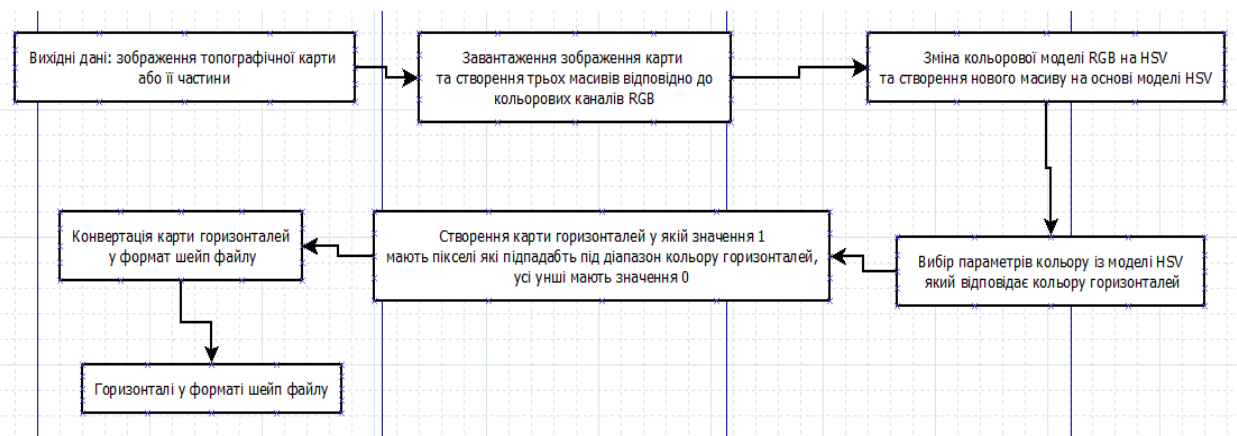 Вихідні дані: зображення топографічної карти
або її частини
Завантаження зображення карти
та створення трьох масивів відповідно до
кольорових каналів RGB
Зміна кольорової моделі RGB на HSV
та створення нового масиву на основі моделі HSV
Вибір параметрів кольору із моделі HSV
який відповідає кольору горизонталей
Створення карти горизонталей у якій значення 1
мають пікселі які підпадабть під діапазон кольору горизонталей,
усі унші мають значення 0
Конвертація карти горизонталей
у формат шейп файлу
Горизонталі у форматі шейп файлу